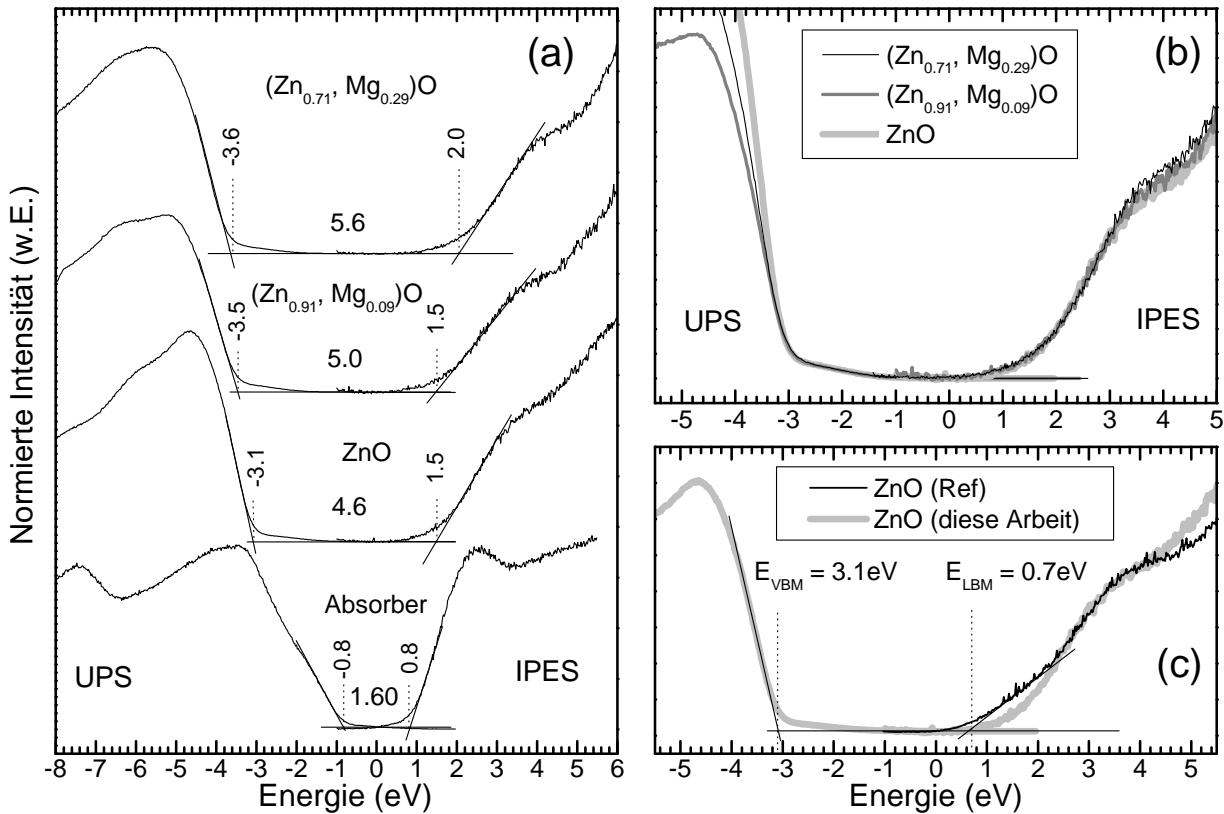 Normierte Intensität (w.E.)
(a)
(Zn0.71, Mg0.29)O
-3.6
2.0
5.6
(Zn0.91, Mg0.09)O
-3.5
1.5
5.0
ZnO
-3.1
1.5
4.6
Absorber
-0.8
0.8
1.60
UPS
IPES
-8 -7 -6 -5 -4 -3 -2 -1 0 1 2 3 4 5 6
Energie (eV)
(b)
(Zn0.71, Mg0.29)O
(Zn0.91, Mg0.09)O
ZnO
UPS
IPES
-5 -4 -3 -2 -1 0 1 2 3 4 5
ZnO (Ref)
ZnO (diese Arbeit)
EVBM = 3.1eV
ELBM = 0.7eV
(c)
-5 -4 -3 -2 -1 0 1 2 3 4 5
Energie (eV)